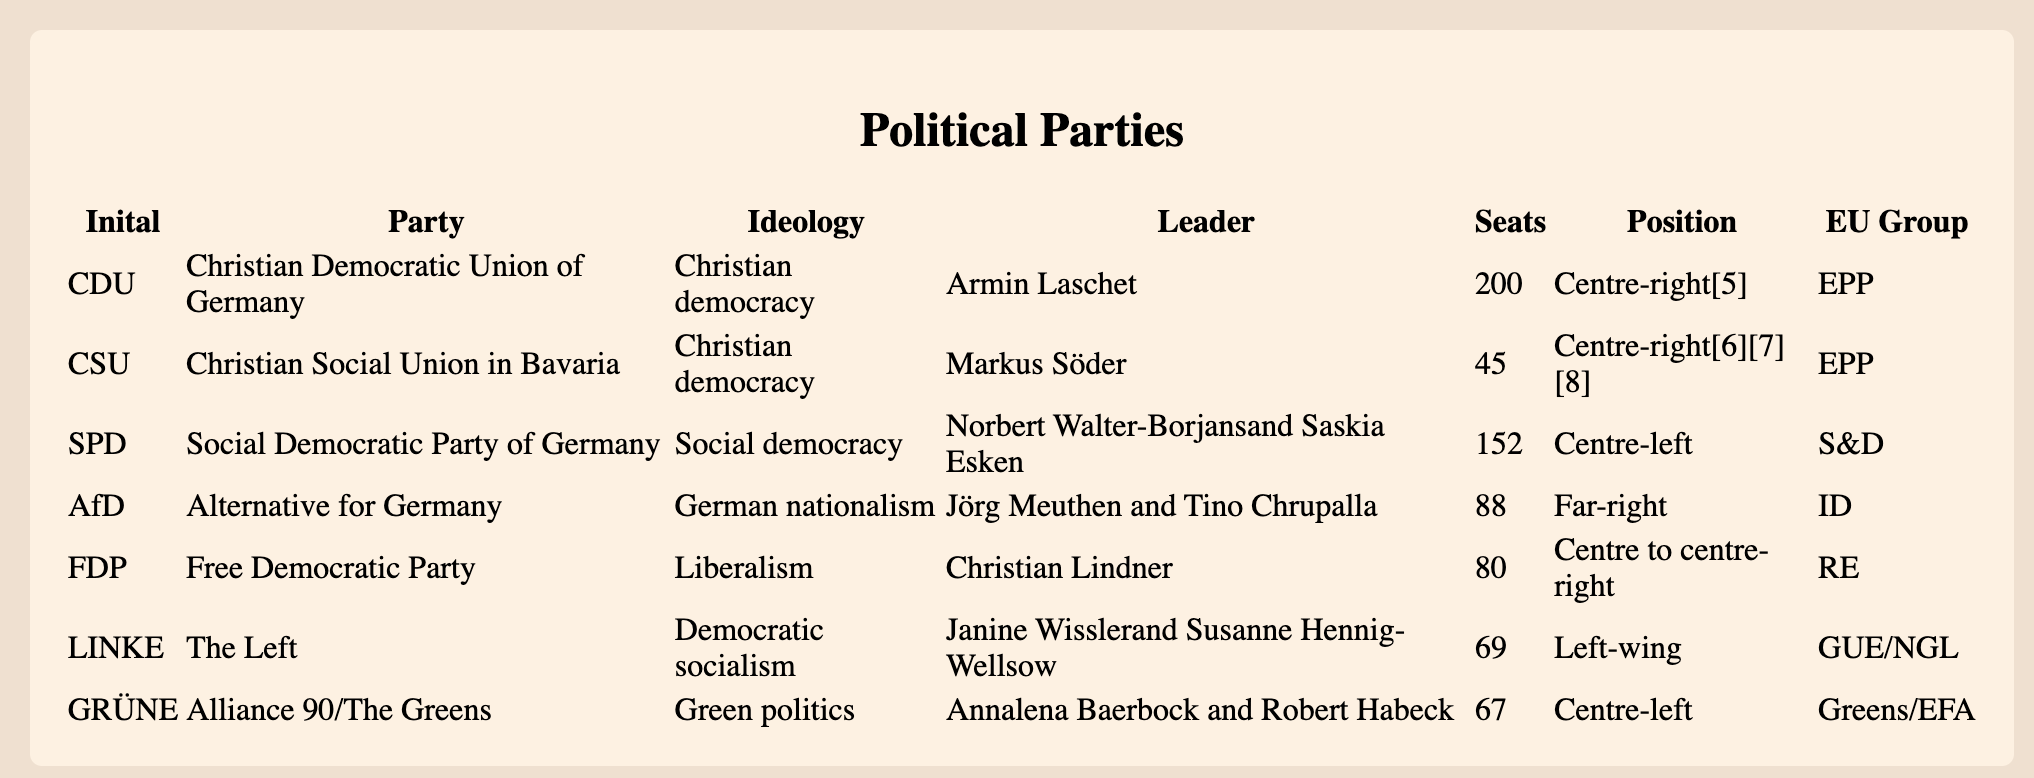 Political Parties
Inital Party Ideology Leader Seats Position EU Group
CDU Christian Democratic Union of Germany Christian democracy Armin Laschet 200 Centre-right[5] EPP
CSU Christian Social Union in Bavaria Christian democracy Markus Söder 45 Centre-right[6][7][8] EPP
SPD Social Democratic Party of Germany Social democracy Norbert Walter-Borjansand Saskia Esken 152 Centre-left S&D
AfD Alternative for Germany German nationalism Jörg Meuthen and Tino Chrupalla 88 Far-right ID
FDP Free Democratic Party Liberalism Christian Lindner 80 Centre to centre-right RE
LINKE The Left Democratic socialism Janine Wisslerand Susanne Hennig-Wellsow 69 Left-wing GUE/NGL
GRÜNE Alliance 90/The Greens Green politics Annalena Baerbock and Robert Habeck 67 Centre-left Greens/EFA